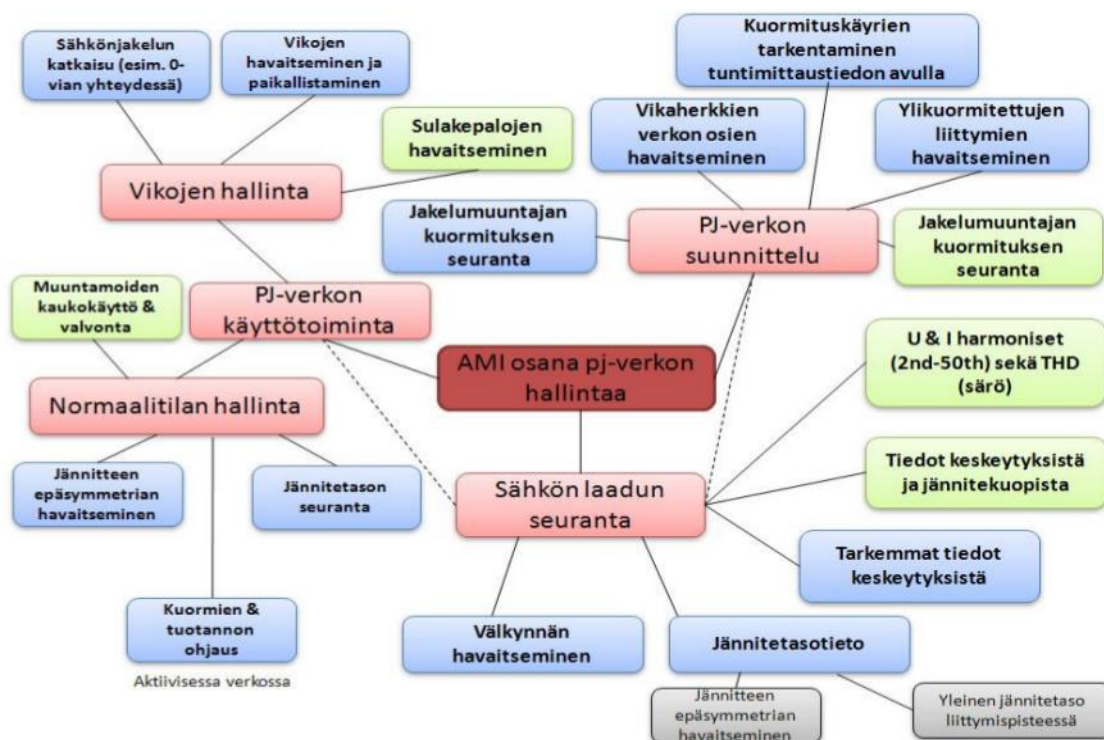 Sähkönjakelun
katkaisu (esim. 0-
vian yhteydessä)
Vikojen
havaitseminen ja
paikallistaminen
Kuormituskäyrien
tarkentaminen
tuntimittaustiedon avulla
Sulakepalojen
havaitseminen
Vikaherkkien
verkon osien
havaitseminen
Ylikuormitettujen
liittymien
havaitseminen
Vikojen hallinta
Jakelumuuntajan
kuormituksen
seuranta
PJ-verkon
suunnittelu
Jakelumuuntajan
kuormituksen
seuranta
Muuntamoiden
kaukokäyttö &
valvonta
PJ-verkon
käyttötoiminta
AMI osana pj-verkon
hallintaa
U & I harmoniset
(2nd-50th) sekä THD
(särö)
Normaalitilan hallinta
Jännitteen
epäsymmetrian
havaitseminen
Jännitetason
seuranta
Sähkön laadun
seuranta
Tiedot keskeytyksistä
ja jännitekuopista
Tarkemmat tiedot
keskeytyksistä
Kuormien &
tuotannon
ohjaus
Aktiivisessa verkossa
Välkynnän
havaitseminen
Jännitetasotieto
Jännitteen
epäsymmetrian
havaitseminen
Yleinen jännitetaso
liittymispisteessä